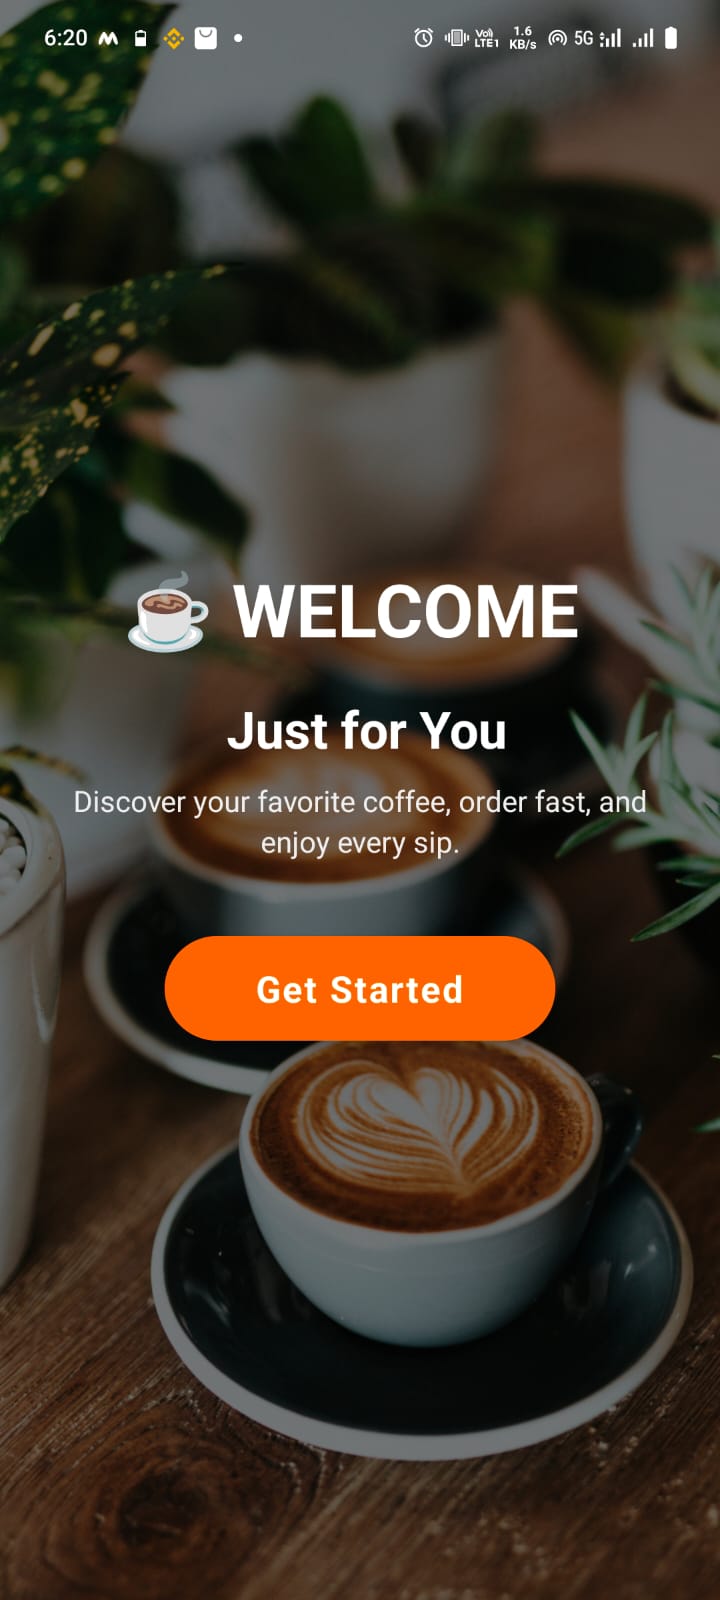 6:20 VoD LTE1 1.6 KB/s 5G
WELCOME
Just for You
Discover your favorite coffee, order fast, and
enjoy every sip.
Get Started